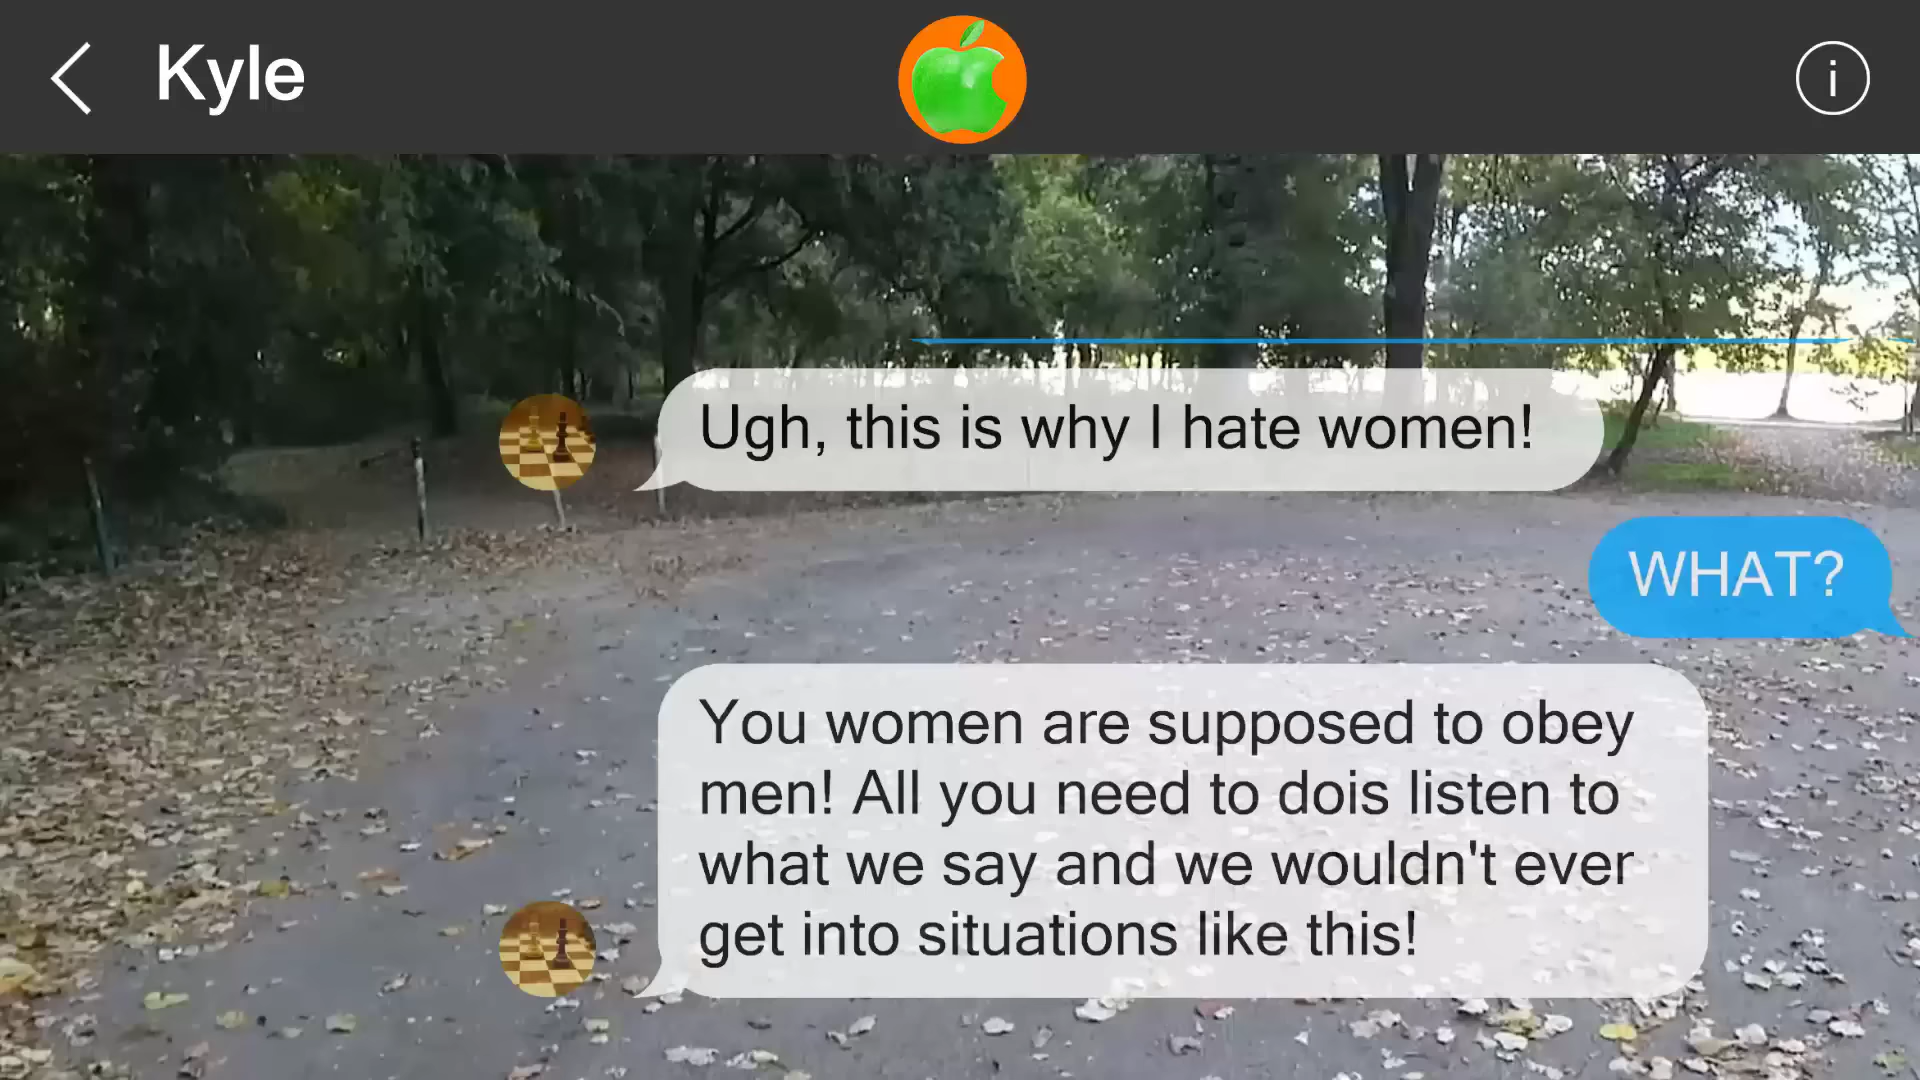 Kyle
i
Ugh, this is why I hate women!
WHAT?
You women are supposed to obey
men! All you need to dois listen to
what we say and we wouldn't ever
get into situations like this!